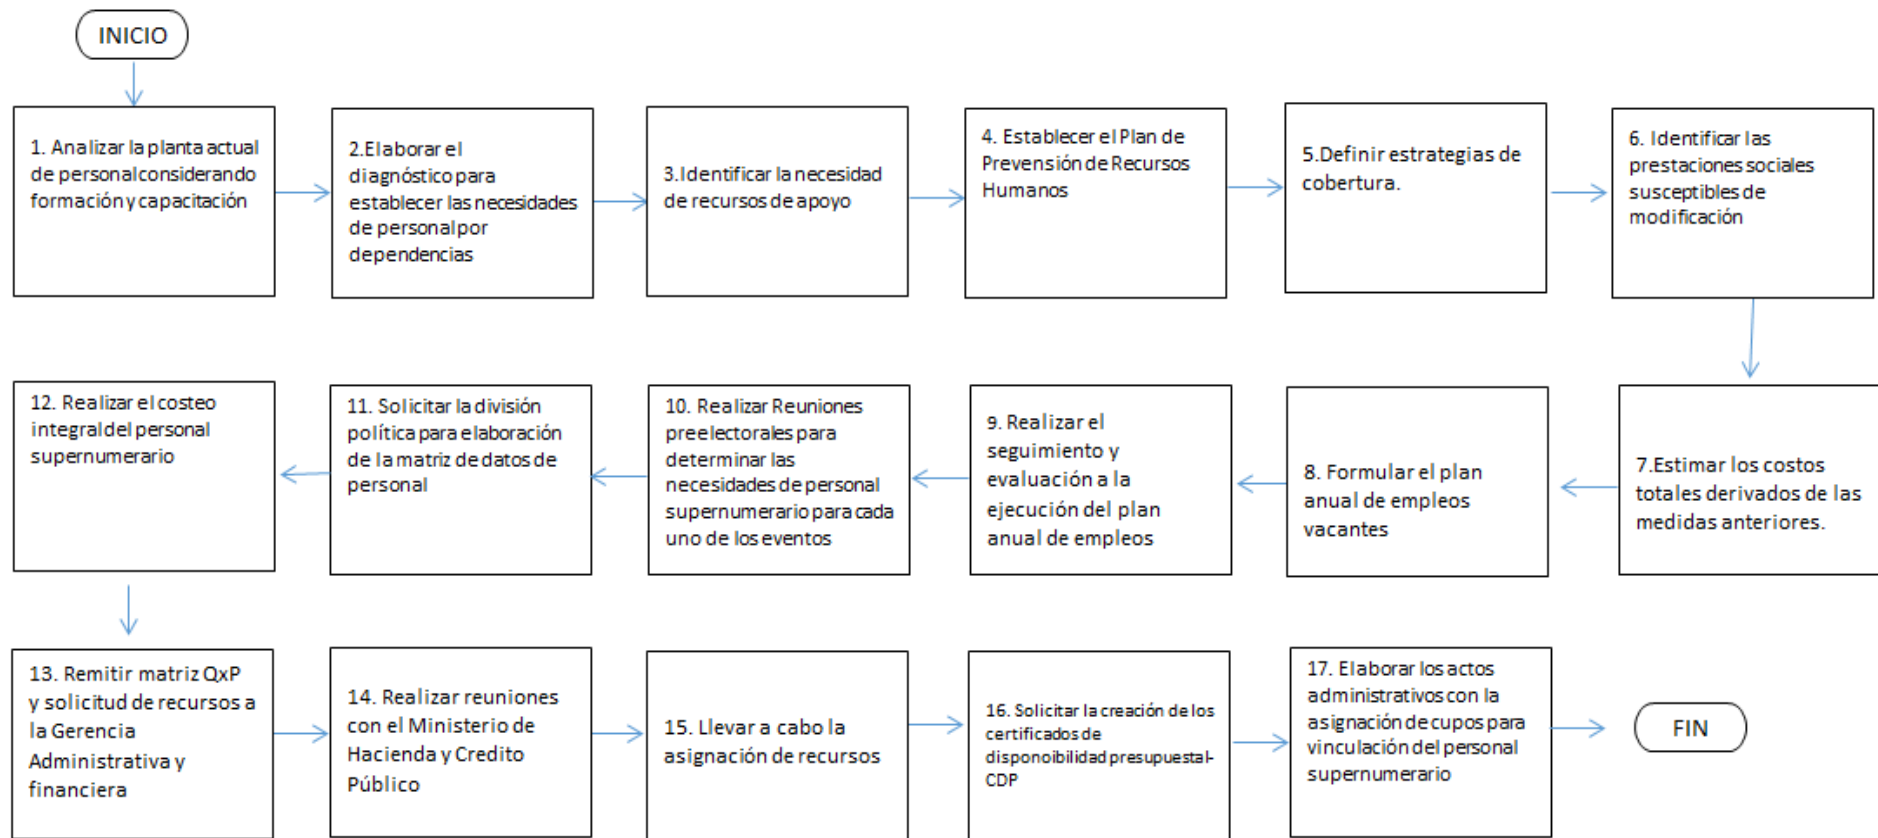 INICIO
1. Analizar la planta actual
de personal considerando
formación y capacitación
2.Elaborar el
diagnóstico para
establecer las necesidades
de personal por
dependencias
3.Identificar la necesidad
de recursos de apoyo
4. Establecer el Plan de
Prevensión de Recursos
Humanos
5.Definir estrategias de
cobertura.
6. Identificar las
prestaciones sociales
susceptibles de
modificación
7.Estimar los costos
totales derivados de las
medidas anteriores.
8. Formular el plan
anual de empleos
vacantes
9. Realizar el
seguimiento y
evaluación a la
ejecución del plan
anual de empleos
10. Realizar Reuniones
preelectorales para
determinar las
necesidades de personal
supernumerario para cada
uno de los eventos
11. Solicitar la división
política para elaboración
de la matriz de datos de
personal
12. Realizar el costeo
integral del personal
supernumerario
13. Remitir matriz QxP
y solicitud de recursos a
la Gerencia
Administrativa y
financiera
14. Realizar reuniones
con el Ministerio de
Hacienda y Credito
Público
15. Llevar a cabo la
asignación de recursos
16. Solicitar la creación de los
certificados de
disponoibilidad presupuestal-
CDP
17. Elaborar los actos
administrativos con la
asignación de cupos para
vinculación del personal
supernumerario
FIN